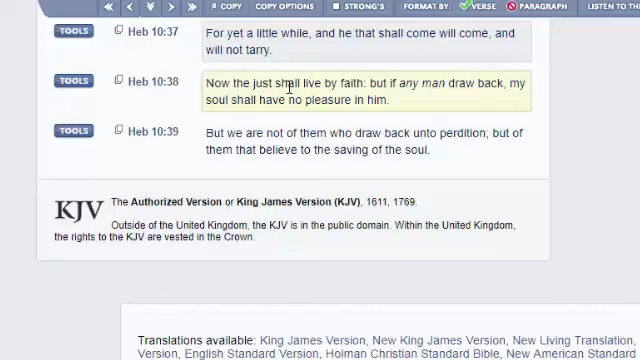 COPY COPY OPTIONS STRONG'S FORMAT BY: VERSE PARAGRAPH LISTEN TO
TOOLS Heb 10:37 For yet a little while, and he that shall come will come, and
will not tarry.
TOOLS Heb 10:38 Now the just shall live by faith: but if any man draw back, my
soul shall have no pleasure in him.
TOOLS Heb 10:39 But we are not of them who draw back unto perdition; but of
them that believe to the saving of the soul.
KJV The Authorized Version or King James Version (KJV), 1611, 1769.
Outside of the United Kingdom, the KJV is in the public domain. Within the United Kingdom,
the rights to the KJV are vested in the Crown.
Translations available: King James Version, New King James Version, New Living Translation,
Version, English Standard Version, Holman Christian Standard Bible, New American Standard